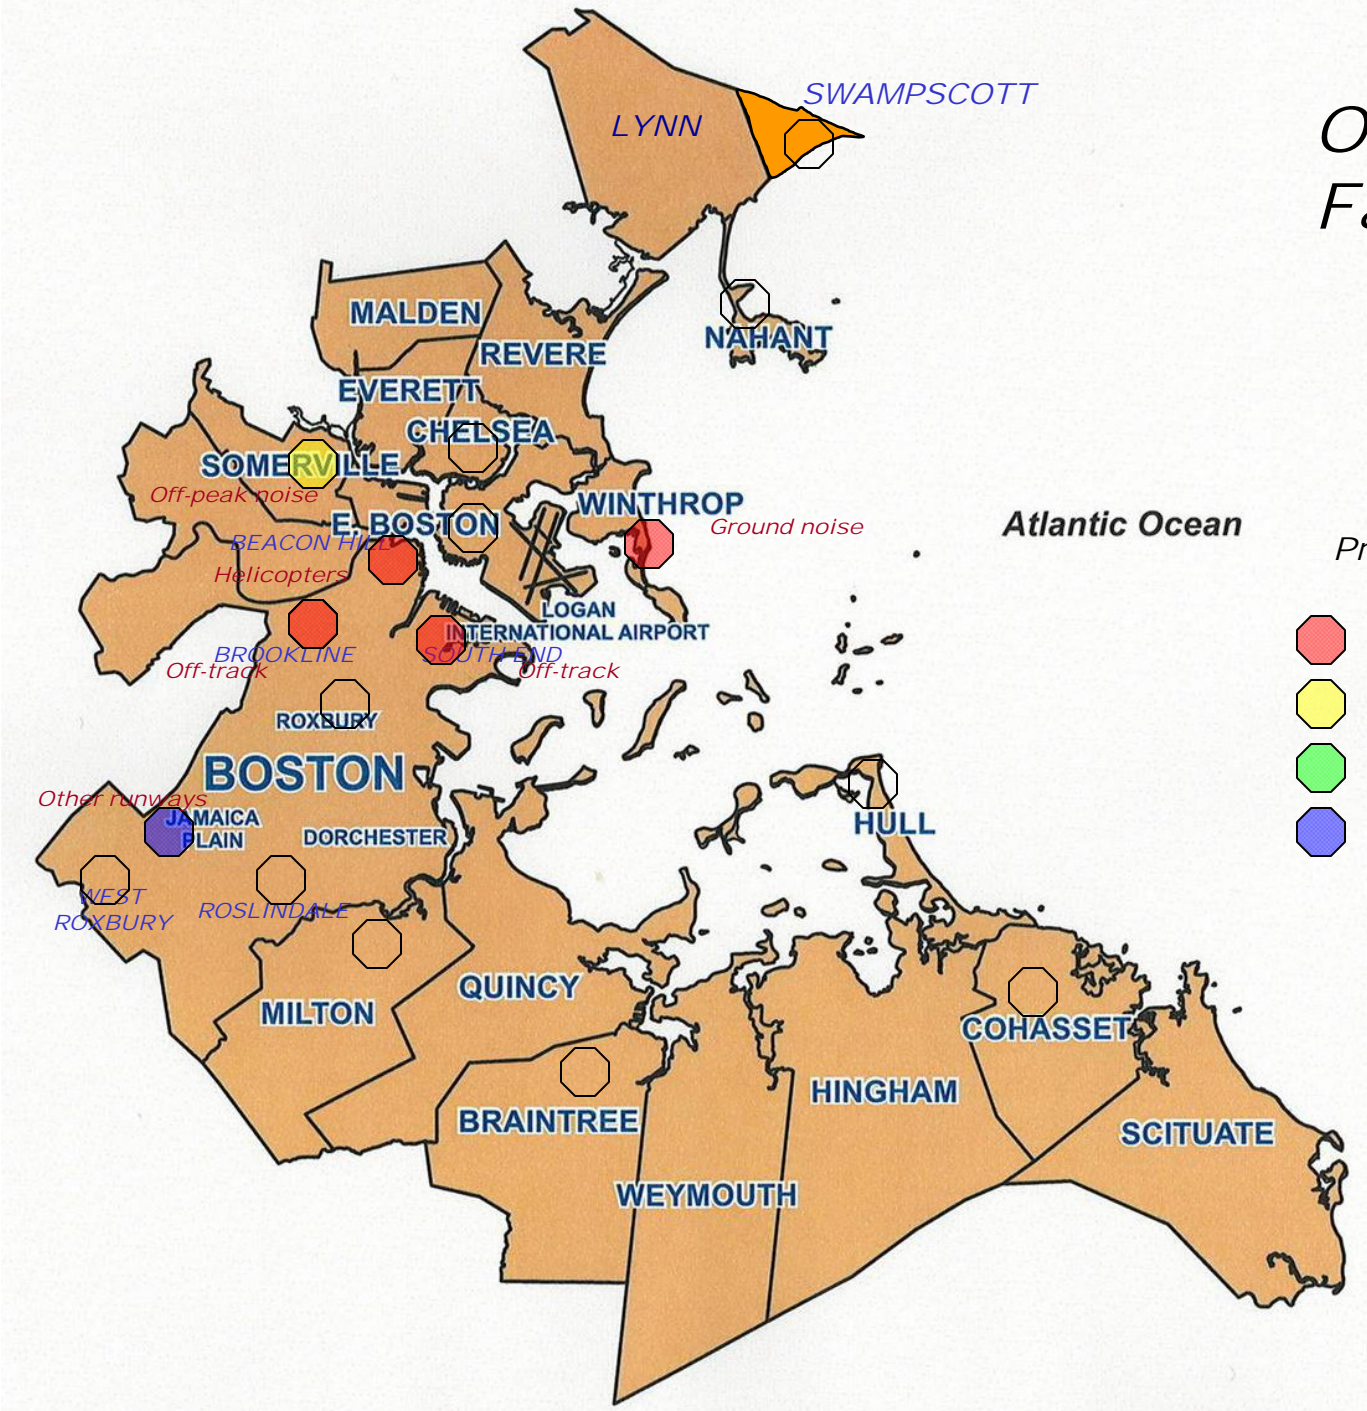 SWAMPSCOTT
O
LYNN
Fa
MALDEN
NAHANT
REVERE
EVERETT
CHELSEA
SOMERVILLE
Off-peak noise
WINTHROP
E. BOSTON
Ground noise
Atlantic Ocean
BEACON HILL
Pr
Helicopters
LOGAN
INTERNATIONAL AIRPORT
BROOKLINE
SOUTH END
Off-track
Off-track
ROXBURY
BOSTON
Other runways
JAMAICA
PLAIN
HULL
DORCHESTER
WEST
ROXBURY
ROSLINDALE
QUINCY
MILTON
COHASSET
HINGHAM
BRAINTREE
SCITUATE
WEYMOUTH